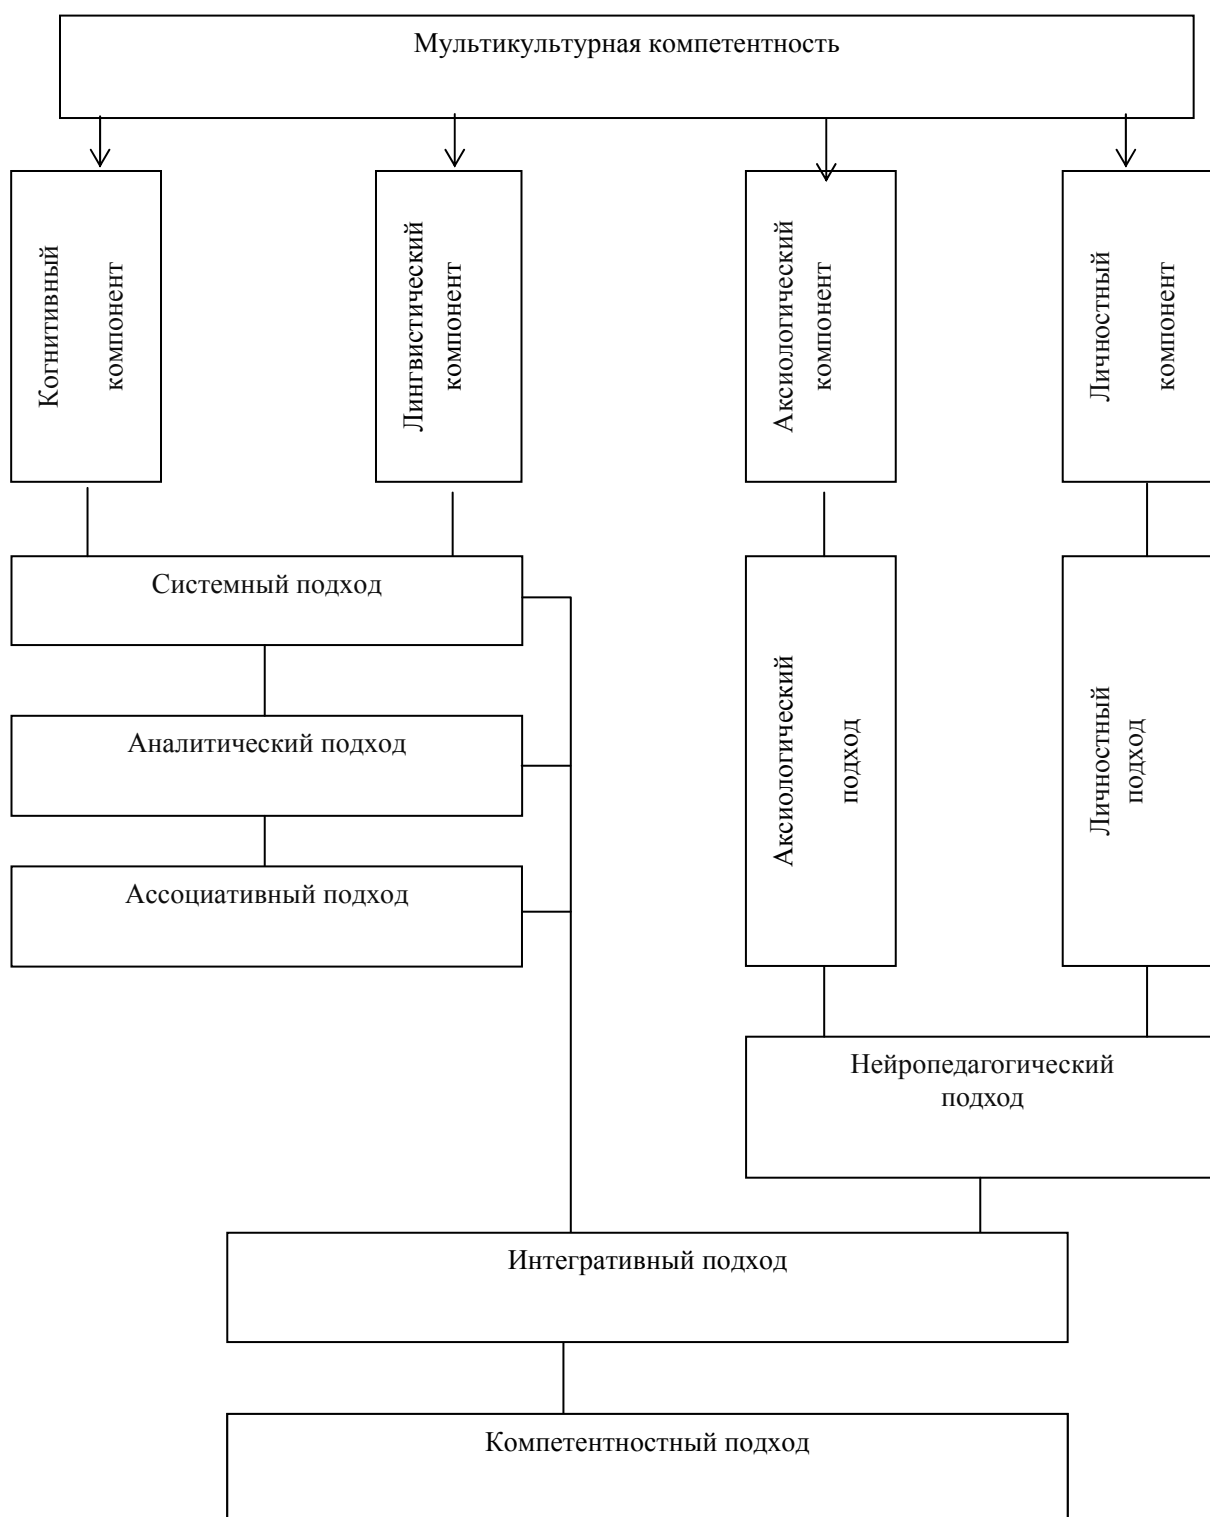 Мультикультурная компетентность
Когнитивный
компонент
Лингвистический
компонент
Аксиологический
компонент
Личностный
компонент
Системный подход
Аналитический подход
Ассоциативный подход
Аксиологический
подход
Личностный
подход
Нейропедагогический
подход
Интегративный подход
Компетентностный подход